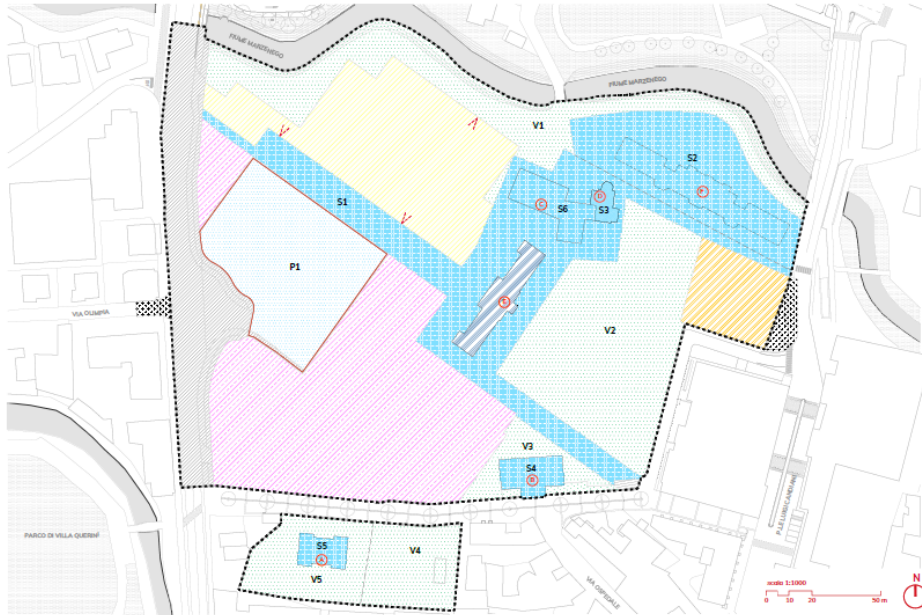 FIUME MARZENEGO
FIUME MARZENEGO
V1
S2
S1
C
S6
D
S3
F
P1
E
VIA OLIMPIA
V2
V3
S4
B
PARCO DI VILLA QUERINI
S5
A
V5
V4
VIA OSPEDALE
P.LE LUIGI CANDIANI
scala 1:1000
0 10 20 50 m
N